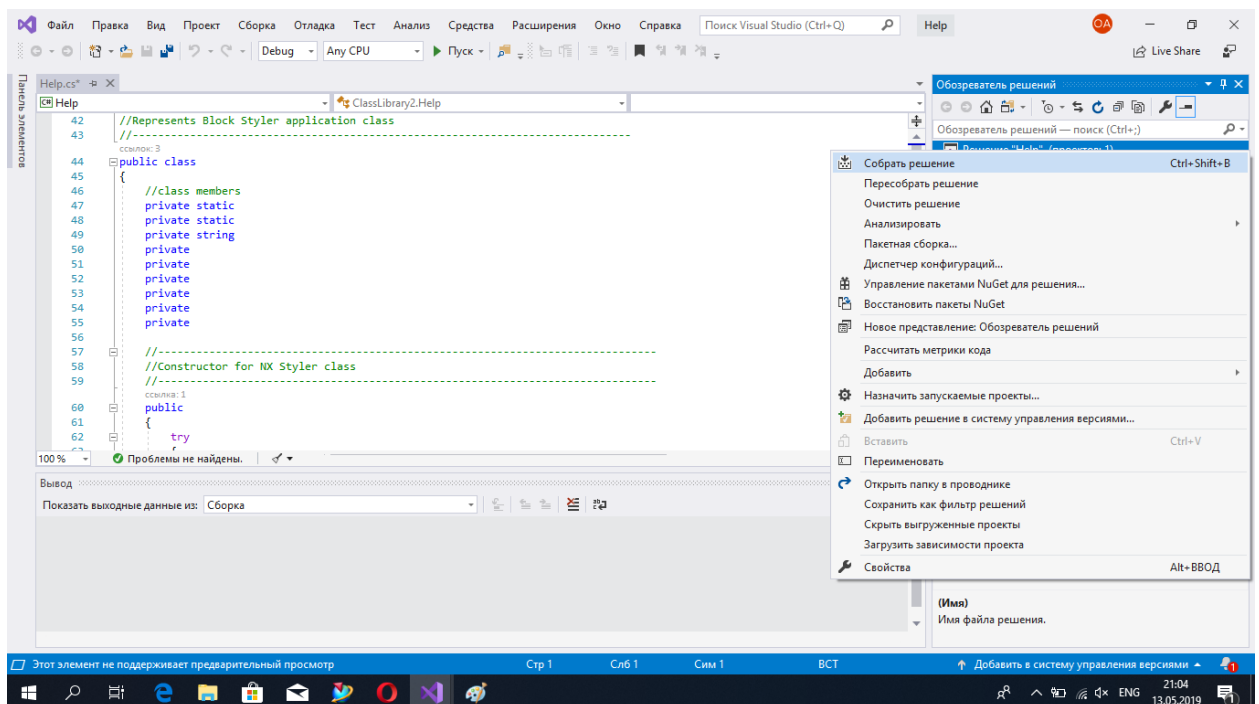 Файл Правка Вид Проект Сборка Отладка Тест Анализ Средства Расширения Окно Справка Поиск Visual Studio (Ctrl+Q) Help OA
Debug Any CPU Пуск Live Share
Панель элементов
Help.cs*
Help ClassLibrary2.Help
42 //Represents Block Styler application class
43 //------------------------------------------------------------------------------
ссылок: 3
44 public class
45 {
46 //class members
47 private static
48 private static
49 private string
50 private
51 private
52 private
53 private
54 private
55 private
56
57 //------------------------------------------------------------------------------
58 //Constructor for NX Styler class
59 //------------------------------------------------------------------------------
ссылка: 1
60 public
61 {
62 try
100 % Проблемы не найдены.
Вывод
Показать выходные данные из: Сборка
Обозреватель решений
Обозреватель решений — поиск (Ctrl+;)
Решение "Help" (проектов: 1)
Собрать решение Ctrl+Shift+B
Пересобрать решение
Очистить решение
Анализировать
Пакетная сборка...
Диспетчер конфигураций...
Управление пакетами NuGet для решения...
Восстановить пакеты NuGet
Новое представление: Обозреватель решений
Рассчитать метрики кода
Добавить
Назначить запускаемые проекты...
Добавить решение в систему управления версиями...
Вставить Ctrl+V
Переименовать
Открыть папку в проводнике
Сохранить как фильтр решений
Скрыть выгруженные проекты
Загрузить зависимости проекта
Свойства Alt+ВВОД
(Имя)
Имя файла решения.
Этот элемент не поддерживает предварительный просмотр Стр 1 Слб 1 Сим 1 ВСТ Добавить в систему управления версиями 1
ENG 21:04
13.05.2019